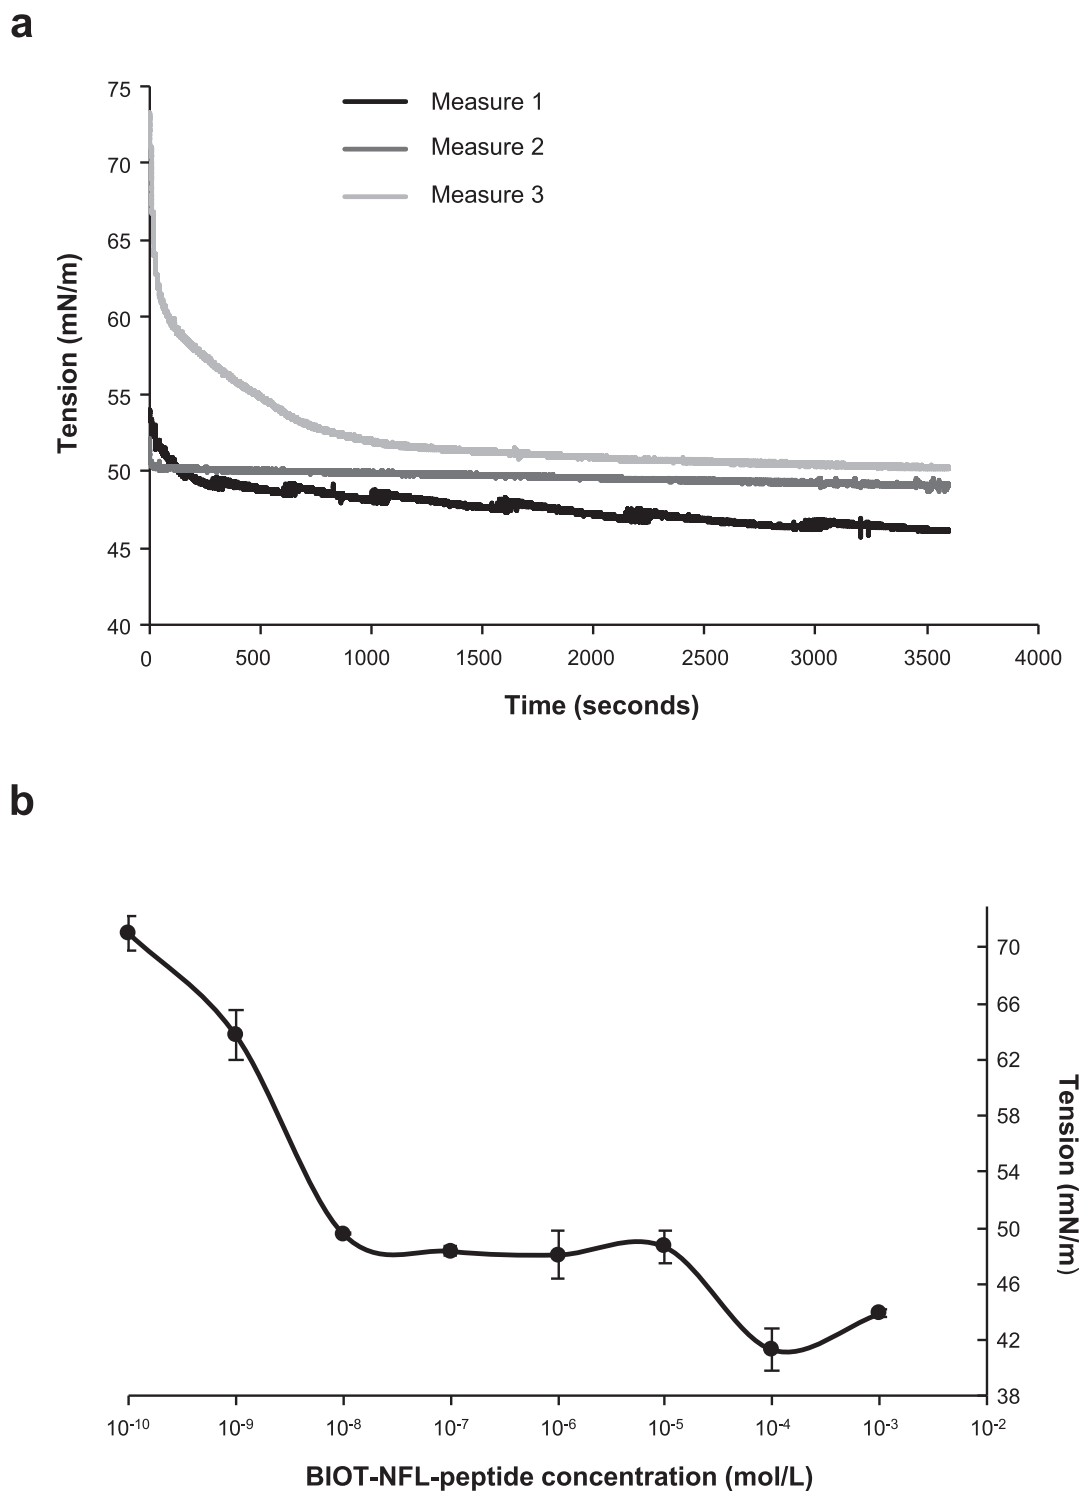 a
75
70
65
60
55
50
45
40
Tension (mN/m)
Measure 1
Measure 2
Measure 3
0 500 1000 1500 2000 2500 3000 3500 4000
Time (seconds)
b
70
66
62
58
54
50
46
42
38
Tension (mN/m)
10-10 10-9 10-8 10-7 10-6 10-5 10-4 10-3 10-2
BIOT-NFL-peptide concentration (mol/L)